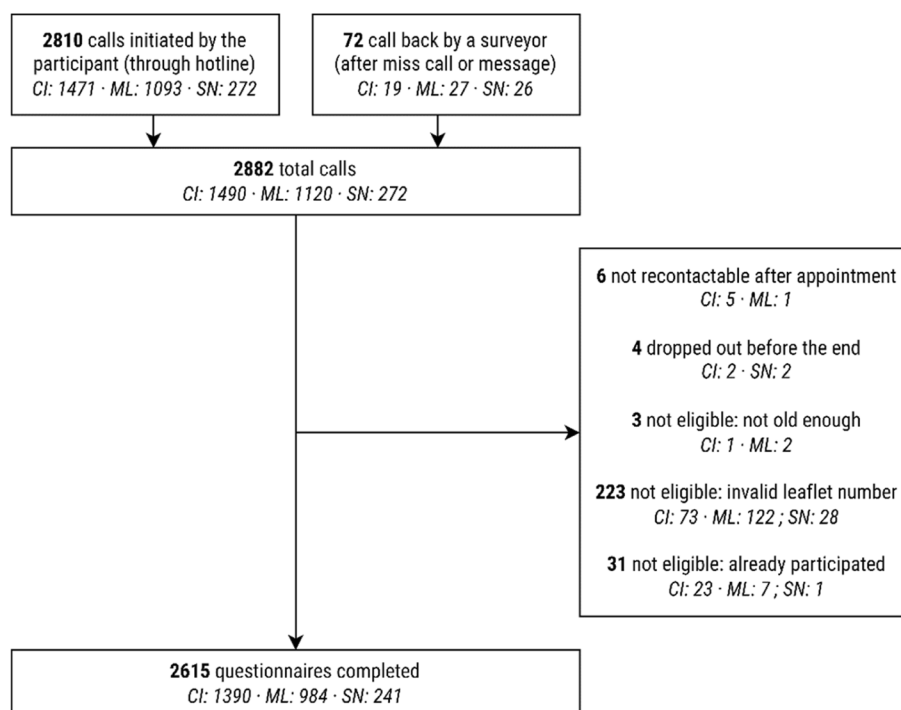 2810 calls initiated by the
participant (through hotline)
CI: 1471 · ML: 1093 · SN: 272
72 call back by a surveyor
(after miss call or message)
CI: 19 · ML: 27 · SN: 26
2882 total calls
CI: 1490 · ML: 1120 · SN: 272
6 not recontactable after appointment
CI: 5 · ML: 1
4 dropped out before the end
CI: 2 · SN: 2
3 not eligible: not old enough
CI: 1 · ML: 2
223 not eligible: invalid leaflet number
CI: 73 · ML: 122 ; SN: 28
31 not eligible: already participated
CI: 23 · ML: 7 ; SN: 1
2615 questionnaires completed
CI: 1390 · ML: 984 · SN: 241